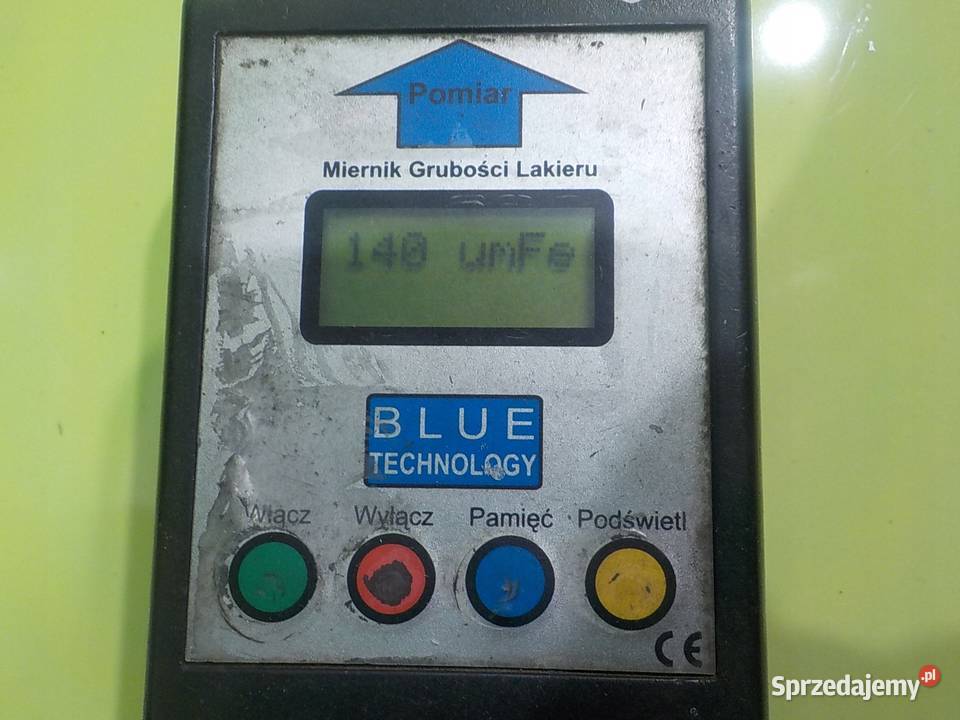 Pomiar
Miernik Grubości Lakieru
140 umFe
BLUE
TECHNOLOGY
Włącz Wyłącz Pamięć Podświetl
CE
Sprzedajemy.pl